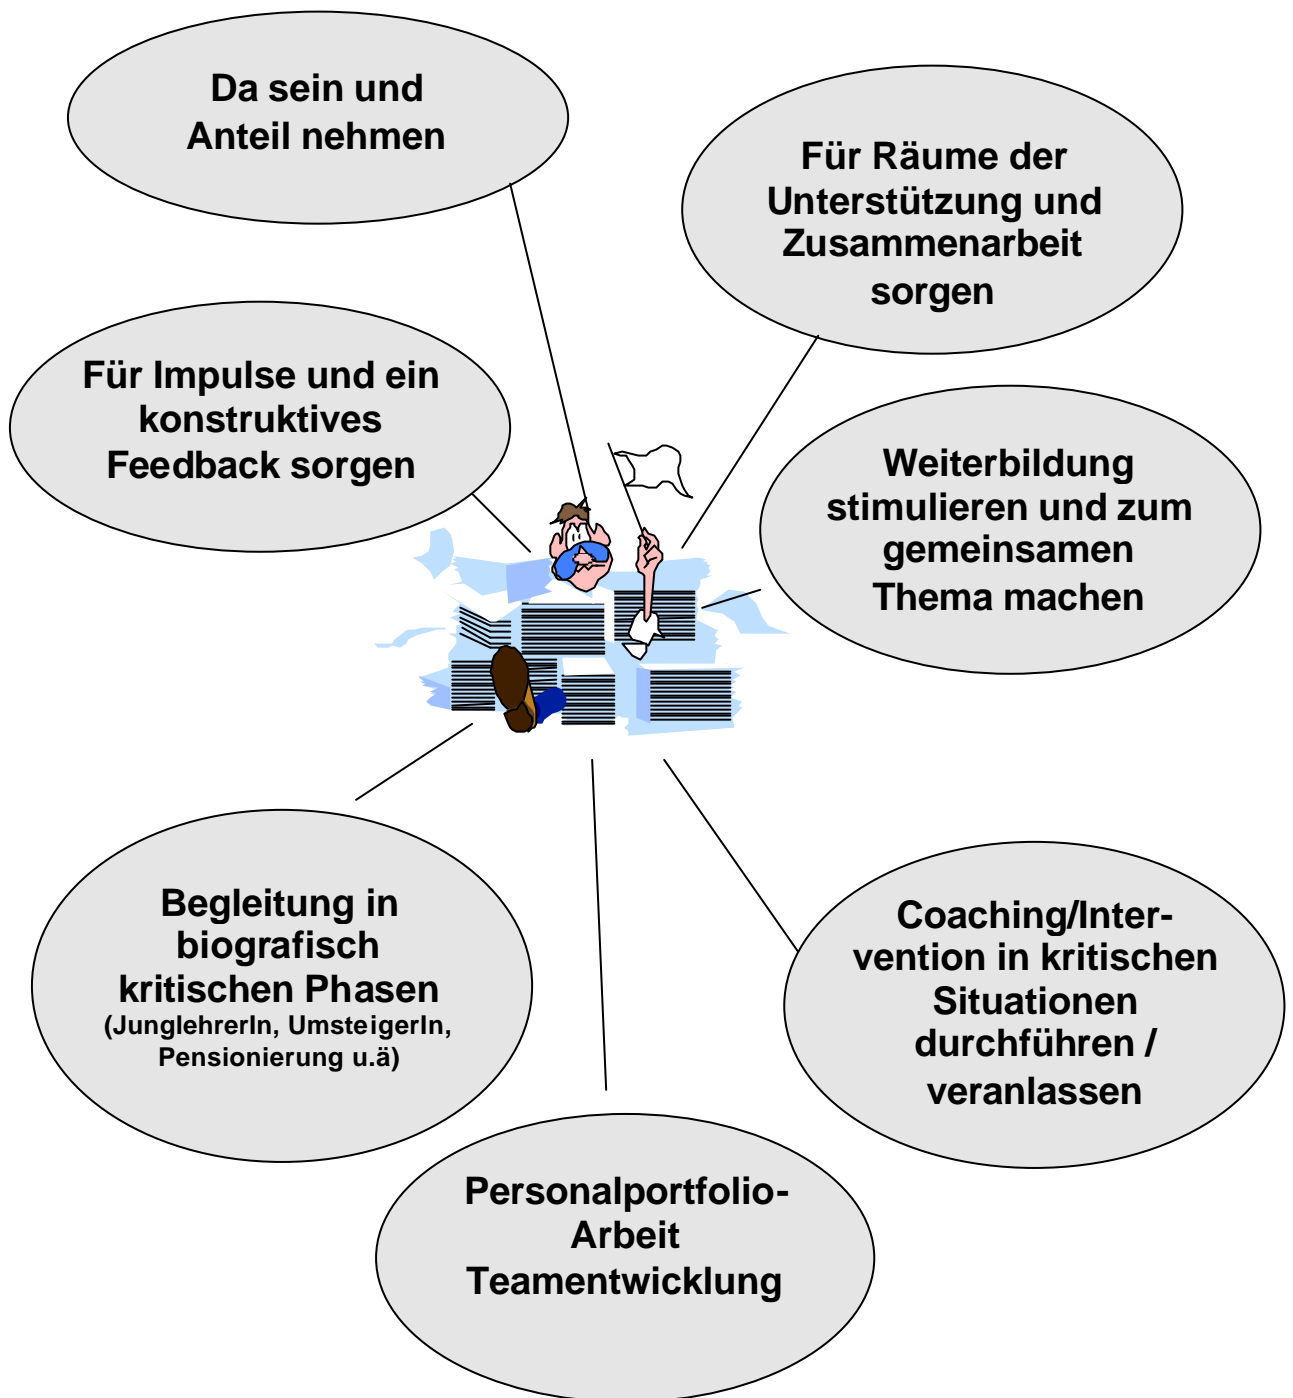 Da sein und
Anteil nehmen
Für Räume der
Unterstützung und
Zusammenarbeit
sorgen
Für Impulse und ein
konstruktives
Feedback sorgen
Weiterbildung
stimulieren und zum
gemeinsamen
Thema machen
Begleitung in
biografisch
kritischen Phasen
(JunglehrerIn, UmsteigerIn,
Pensionierung u.ä)
Coaching/Inter-
vention in kritischen
Situationen
durchführen /
veranlassen
Personalportfolio-
Arbeit
Teamentwicklung